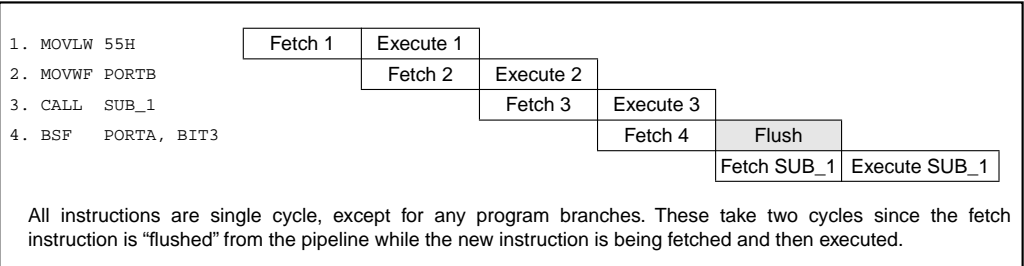 1. MOVLW 55H Fetch 1 Execute 1
2. MOVWF PORTB Fetch 2 Execute 2
3. CALL SUB_1 Fetch 3 Execute 3
4. BSF PORTA, BIT3 Fetch 4 Flush
Fetch SUB_1 Execute SUB_1
All instructions are single cycle, except for any program branches. These take two cycles since the fetch
instruction is “flushed” from the pipeline while the new instruction is being fetched and then executed.